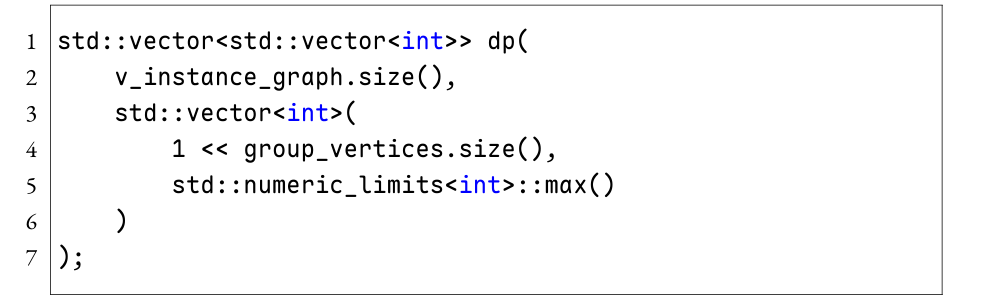 1 std::vector<std::vector<int>> dp(
2     v_instance_graph.size(),
3     std::vector<int>(
4         1 << group_vertices.size(),
5         std::numeric_limits<int>::max()
6     )
7 );